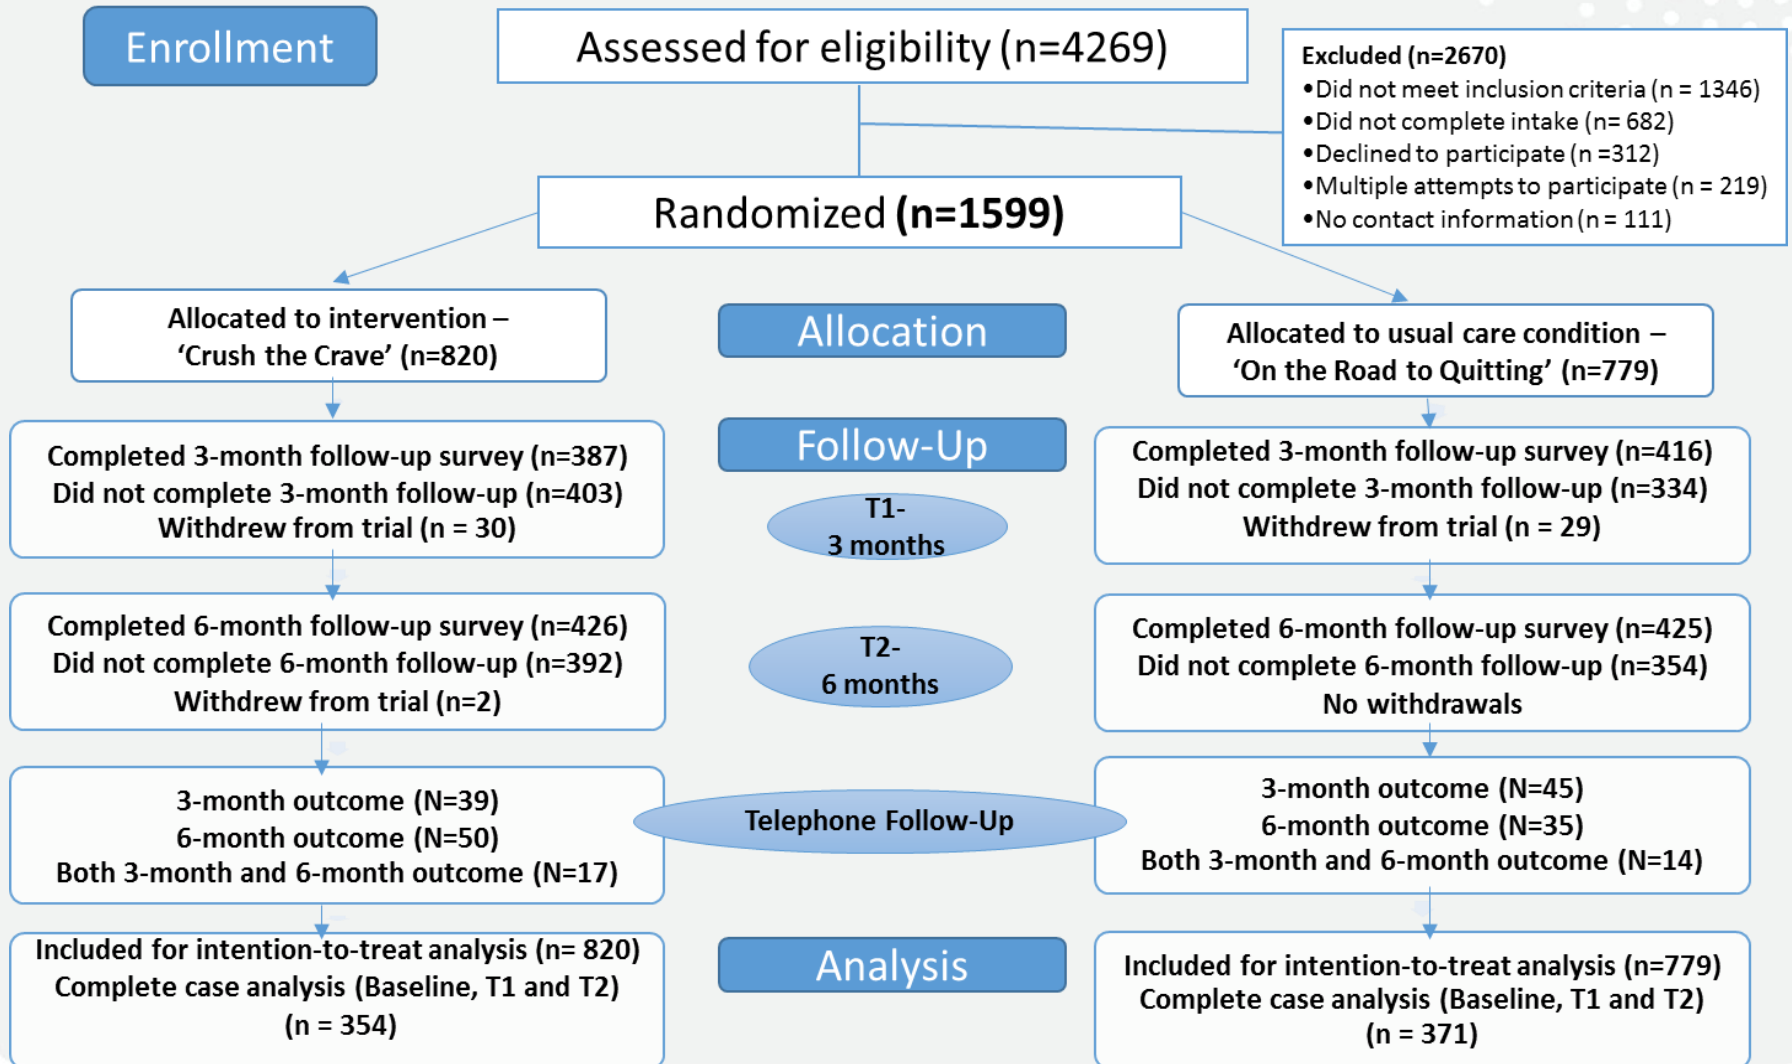 Enrollment
Assessed for eligibility (n=4269)
Excluded (n=2670)
•Did not meet inclusion criteria (n = 1346)
•Did not complete intake (n= 682)
•Declined to participate (n =312)
•Multiple attempts to participate (n = 219)
•No contact information (n = 111)
Randomized (n=1599)
Allocated to intervention –
‘Crush the Crave’ (n=820)
Allocation
Allocated to usual care condition –
‘On the Road to Quitting’ (n=779)
Completed 3-month follow-up survey (n=387)
Did not complete 3-month follow-up (n=403)
Withdrew from trial (n = 30)
Follow-Up
T1-
3 months
Completed 3-month follow-up survey (n=416)
Did not complete 3-month follow-up (n=334)
Withdrew from trial (n = 29)
Completed 6-month follow-up survey (n=426)
Did not complete 6-month follow-up (n=392)
Withdrew from trial (n=2)
T2-
6 months
Completed 6-month follow-up survey (n=425)
Did not complete 6-month follow-up (n=354)
No withdrawals
3-month outcome (N=39)
6-month outcome (N=50)
Both 3-month and 6-month outcome (N=17)
Telephone Follow-Up
3-month outcome (N=45)
6-month outcome (N=35)
Both 3-month and 6-month outcome (N=14)
Included for intention-to-treat analysis (n= 820)
Complete case analysis (Baseline, T1 and T2)
(n = 354)
Analysis
Included for intention-to-treat analysis (n=779)
Complete case analysis (Baseline, T1 and T2)
(n = 371)